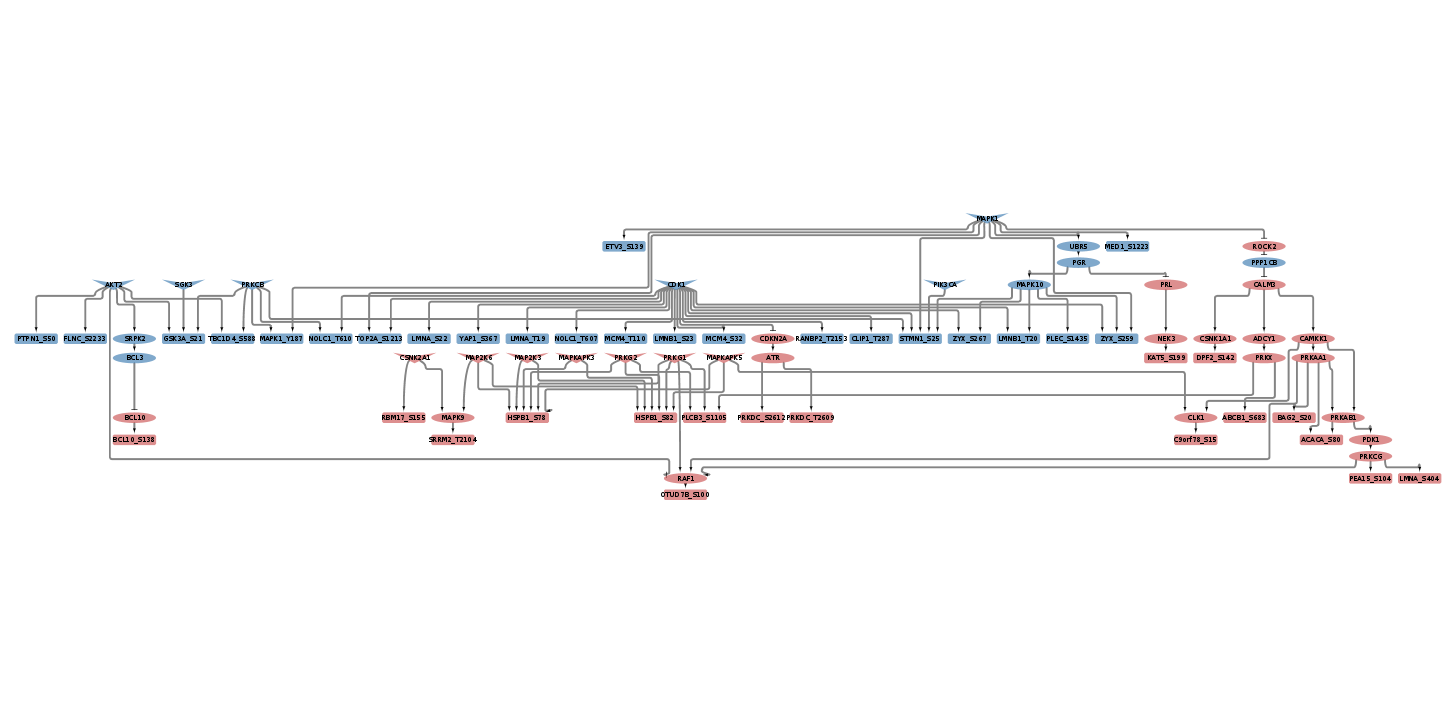 MAPK1
ETV3_S139
UBR5
MED1_S1223
ROCK2
PGR
PPP1CB
AKT2
SGK3
PRKCB
CDK1
PIK3CA
MAPK10
PRL
CALM3
PTPN1_S50
FLNC_S2233
SRPK2
GSK3A_S21
TBC1D4_S588
MAPK1_Y187
NOLC1_T610
TOP2A_S1213
LMNA_S22
YAP1_S367
LMNA_T19
NOLC1_T607
MCM4_T110
LMNB1_S23
MCM4_S32
CDKN2A
RANBP2_T2153
CLIP1_T287
STMN1_S25
ZYX_S267
LMNB1_T20
PLEC_S1435
ZYX_S259
NEK3
CSNK1A1
ADCY1
CAMKK1
BCL3
CSNK2A1
MAP2K6
MAP2K3
MAPKAPK3
PRKG2
PRKG1
MAPKAPK5
ATR
KAT5_S199
DPF2_S142
PRKX
PRKAA1
BCL10
RBM17_S155
MAPK9
HSPB1_S78
HSPB1_S82
PLCB3_S1105
PRKDC_S2612
PRKDC_T2609
CLK1
ABCB1_S683
BAG2_S20
PRKAB1
BCL10_S138
SRRM2_T2104
C9orf78_S15
ACACA_S80
PDK1
PRKCG
RAF1
PEA15_S104
LMNA_S404
OTUD7B_S100